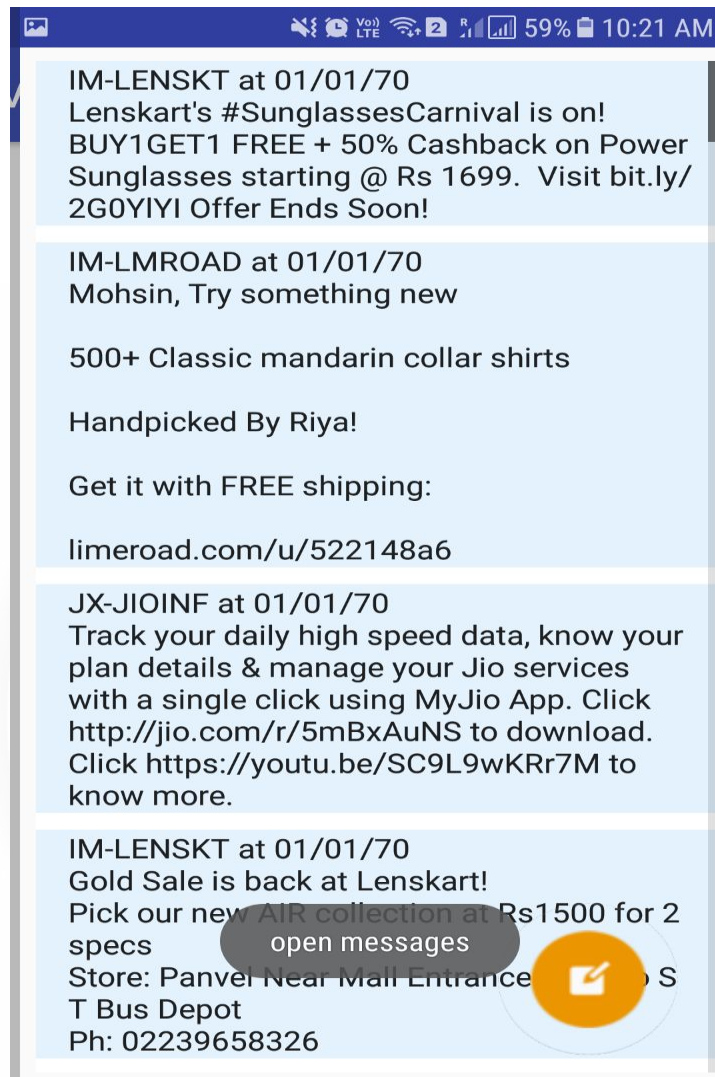 Vo))
LTE
2
R
59%
10:21 AM
IM-LENSKT at 01/01/70
Lenskart's #SunglassesCarnival is on!
BUY1GET1 FREE + 50% Cashback on Power
Sunglasses starting @ Rs 1699.  Visit bit.ly/
2G0YlYI Offer Ends Soon!
IM-LMROAD at 01/01/70
Mohsin, Try something new
500+ Classic mandarin collar shirts
Handpicked By Riya!
Get it with FREE shipping:
limeroad.com/u/522148a6
JX-JIOINF at 01/01/70
Track your daily high speed data, know your
plan details & manage your Jio services
with a single click using MyJio App. Click
http://jio.com/r/5mBxAuNS to download.
Click https://youtu.be/SC9L9wKRr7M to
know more.
IM-LENSKT at 01/01/70
Gold Sale is back at Lenskart!
Pick our new AIR collection at Rs1500 for 2
specs
open messages
Store: Panvel Near Mall Entrance S
T Bus Depot
Ph: 02239658326